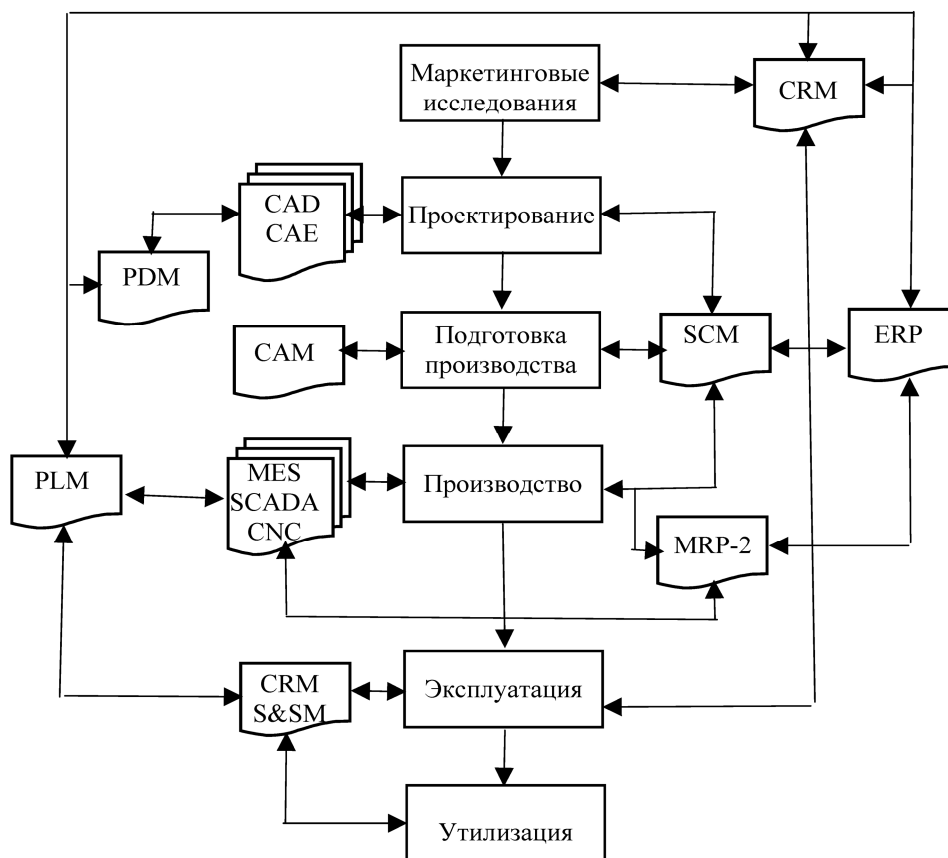 Маркетинговые
исследования
CRM
CAD
CAE
Проектирование
PDM
CAM
Подготовка
производства
SCM
ERP
PLM
MES
SCADA
CNC
Производство
MRP-2
CRM
S&SM
Эксплуатация
Утилизация